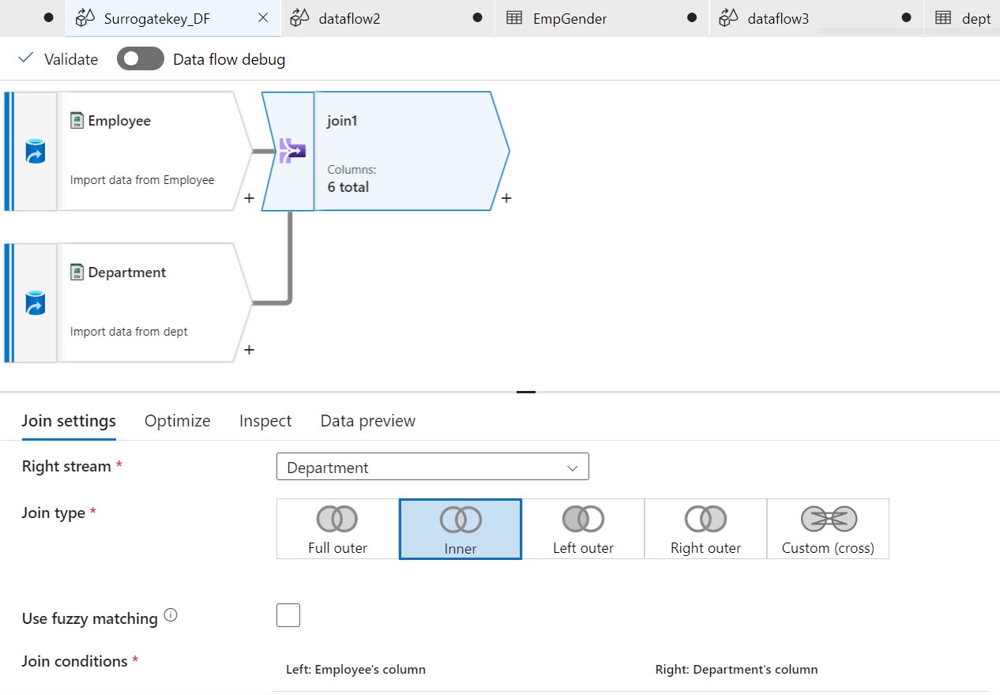 Surrogatekey_DF dataflow2 EmpGender dataflow3 dept
Validate Data flow debug
Employee
Import data from Employee
+
join1
Columns:
6 total
+
Department
Import data from dept
+
Join settings Optimize Inspect Data preview
Right stream * Department
Join type *
Full outer Inner Left outer Right outer Custom (cross)
Use fuzzy matching
Join conditions * Left: Employee's column Right: Department's column